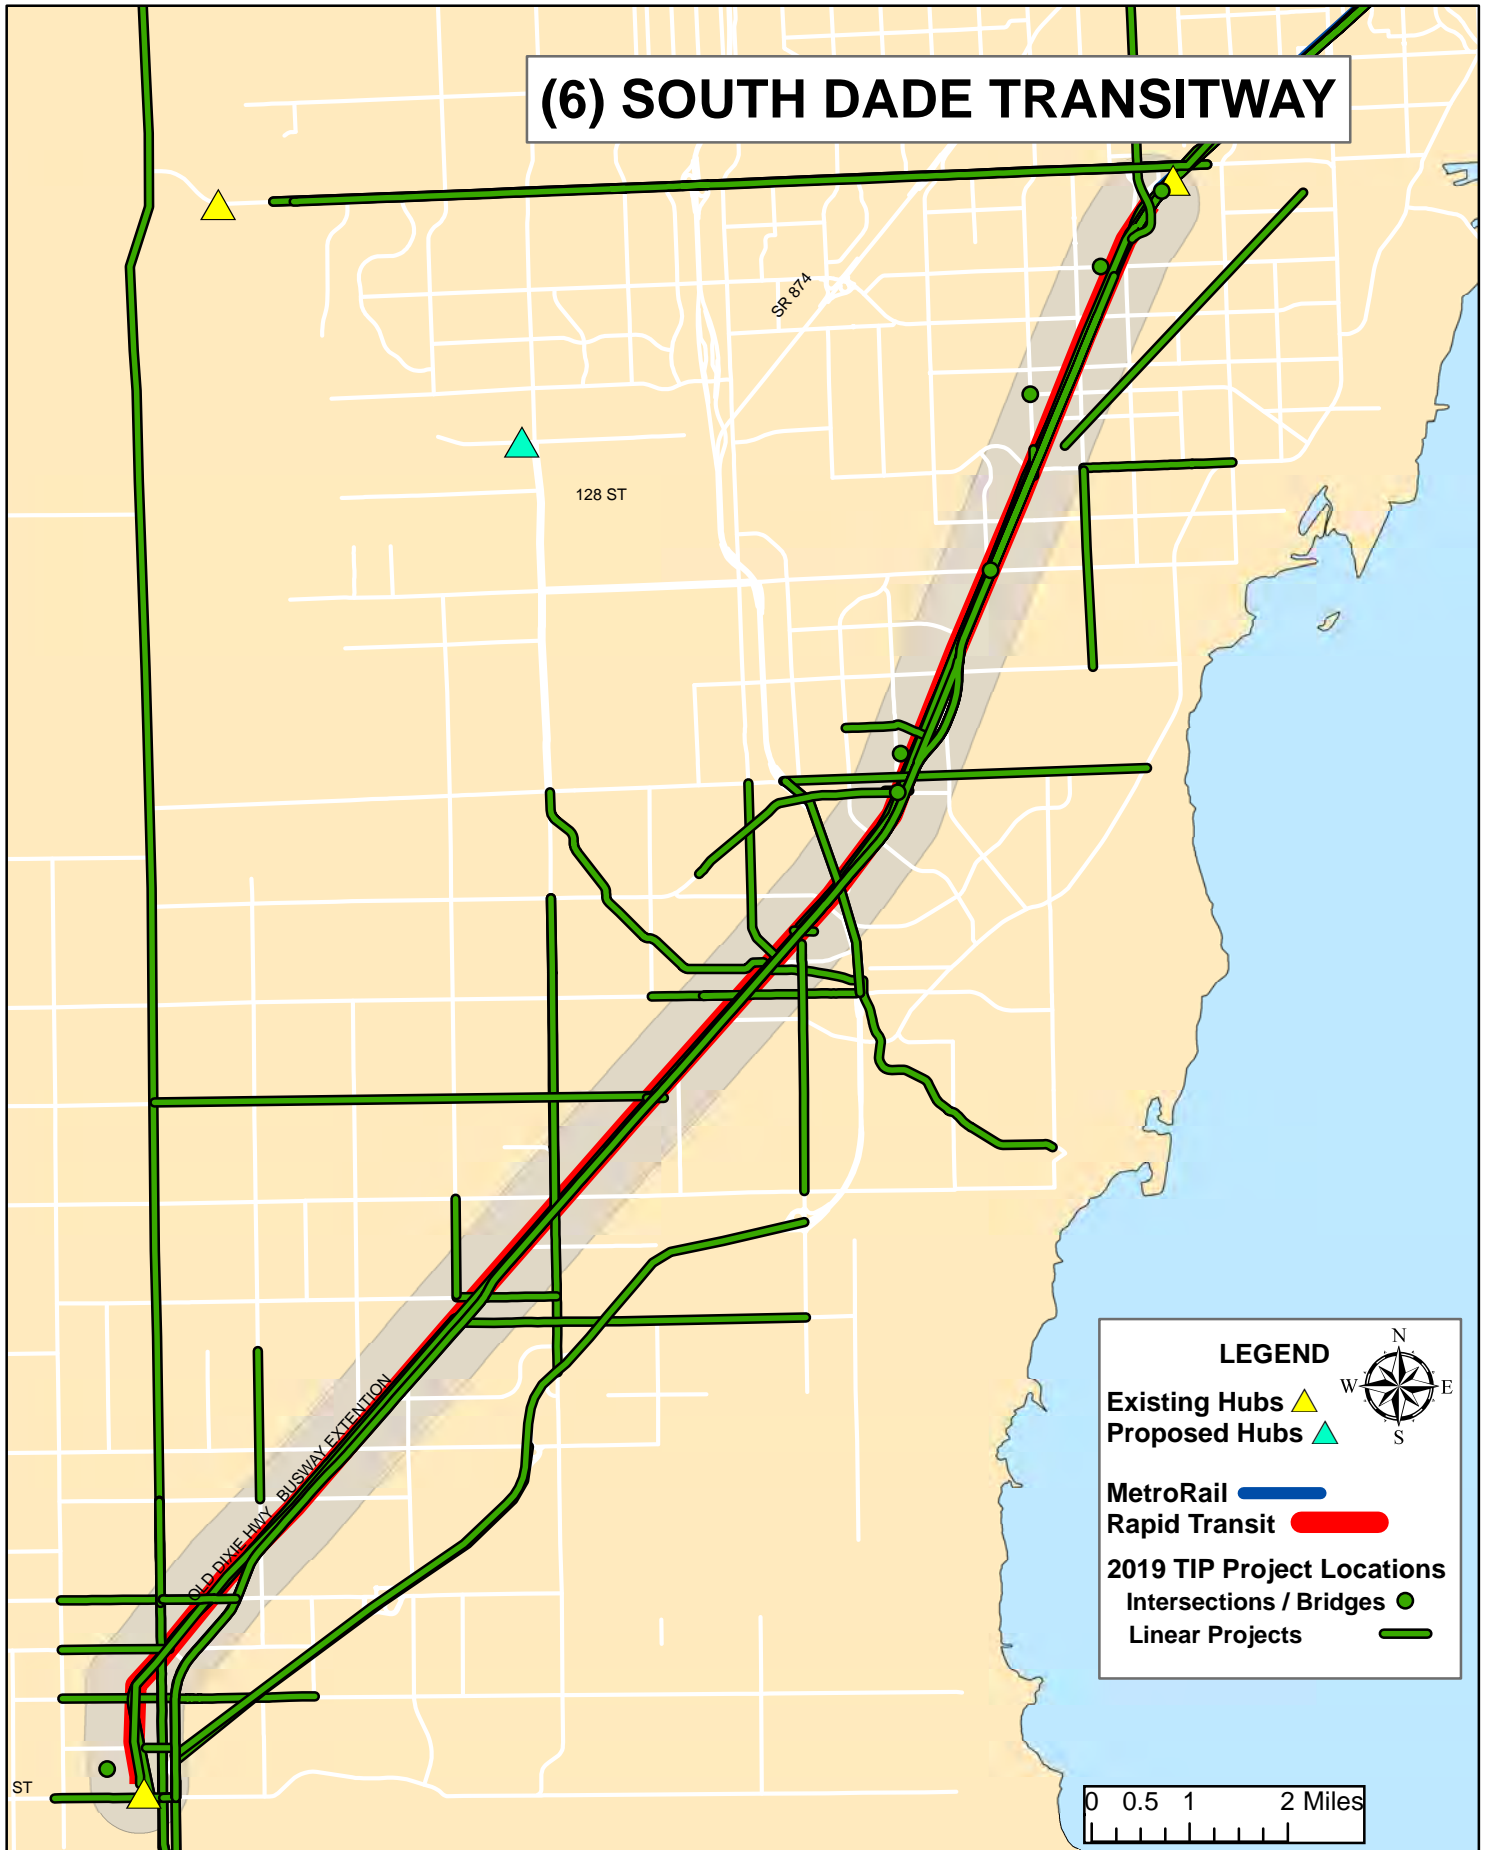 (6) SOUTH DADE TRANSITWAY
SR 874
128 ST
BUSWAY EXTENTION
OLD DIXIE HWY
ST
LEGEND
N
W E
S
Existing Hubs
Proposed Hubs
MetroRail
Rapid Transit
2019 TIP Project Locations
Intersections / Bridges
Linear Projects
0 0.5 1 2 Miles